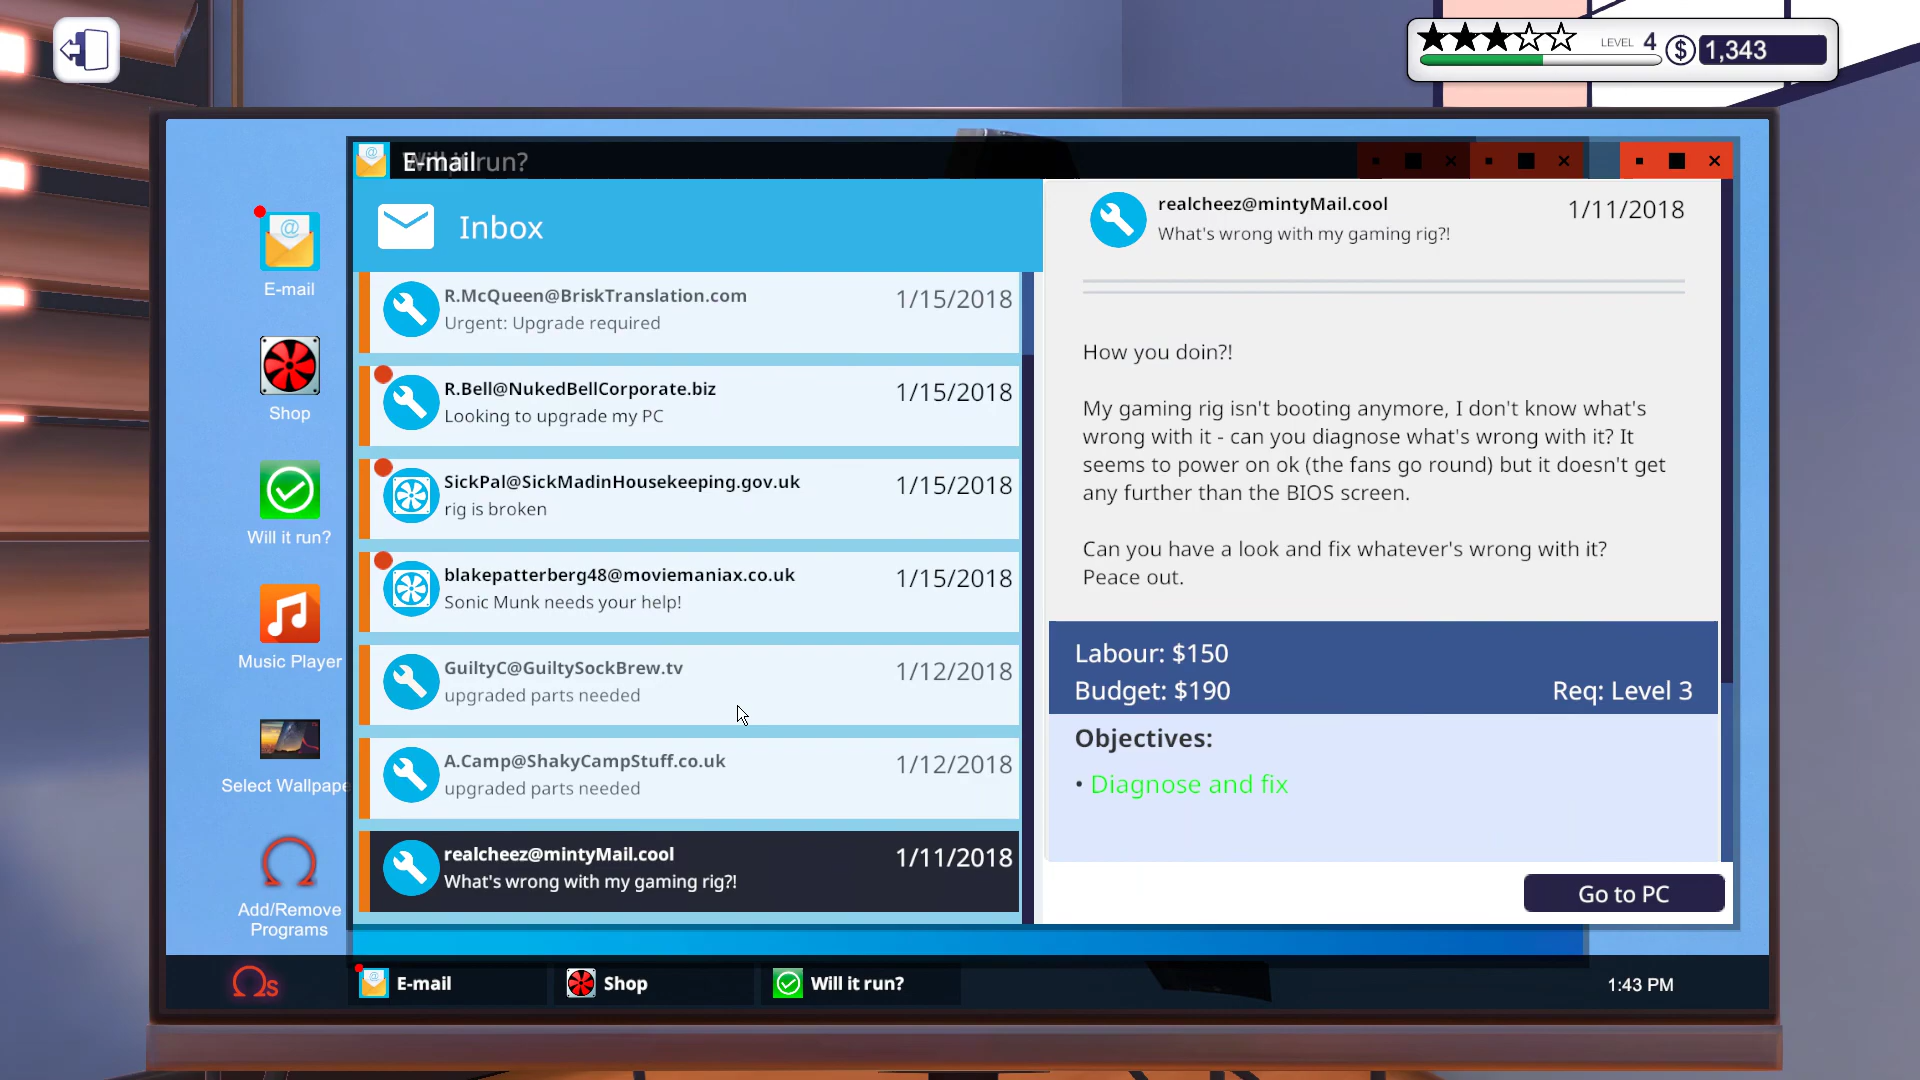 LEVEL 4
$ 1,343
E-mail
Inbox
R.McQueen@BriskTranslation.com
1/15/2018
Urgent: Upgrade required
R.Bell@NukedBellCorporate.biz
1/15/2018
Looking to upgrade my PC
SickPal@SickMadinHousekeeping.gov.uk
1/15/2018
rig is broken
blakepatterberg48@moviemaniax.co.uk
1/15/2018
Sonic Munk needs your help!
GuiltyC@GuiltySockBrew.tv
1/12/2018
upgraded parts needed
A.Camp@ShakyCampStuff.co.uk
1/12/2018
upgraded parts needed
realcheez@mintyMail.cool
1/11/2018
What's wrong with my gaming rig?!
realcheez@mintyMail.cool
1/11/2018
What's wrong with my gaming rig?!
How you doin?!
My gaming rig isn't booting anymore, I don't know what's
wrong with it - can you diagnose what's wrong with it? It
seems to power on ok (the fans go round) but it doesn't get
any further than the BIOS screen.
Can you have a look and fix whatever's wrong with it?
Peace out.
Labour: $150
Budget: $190
Req: Level 3
Objectives:
• Diagnose and fix
Go to PC
E-mail
Shop
Will it run?
Music Player
Select Wallpape
Add/Remove
Programs
Ωs
E-mail
Shop
Will it run?
1:43 PM